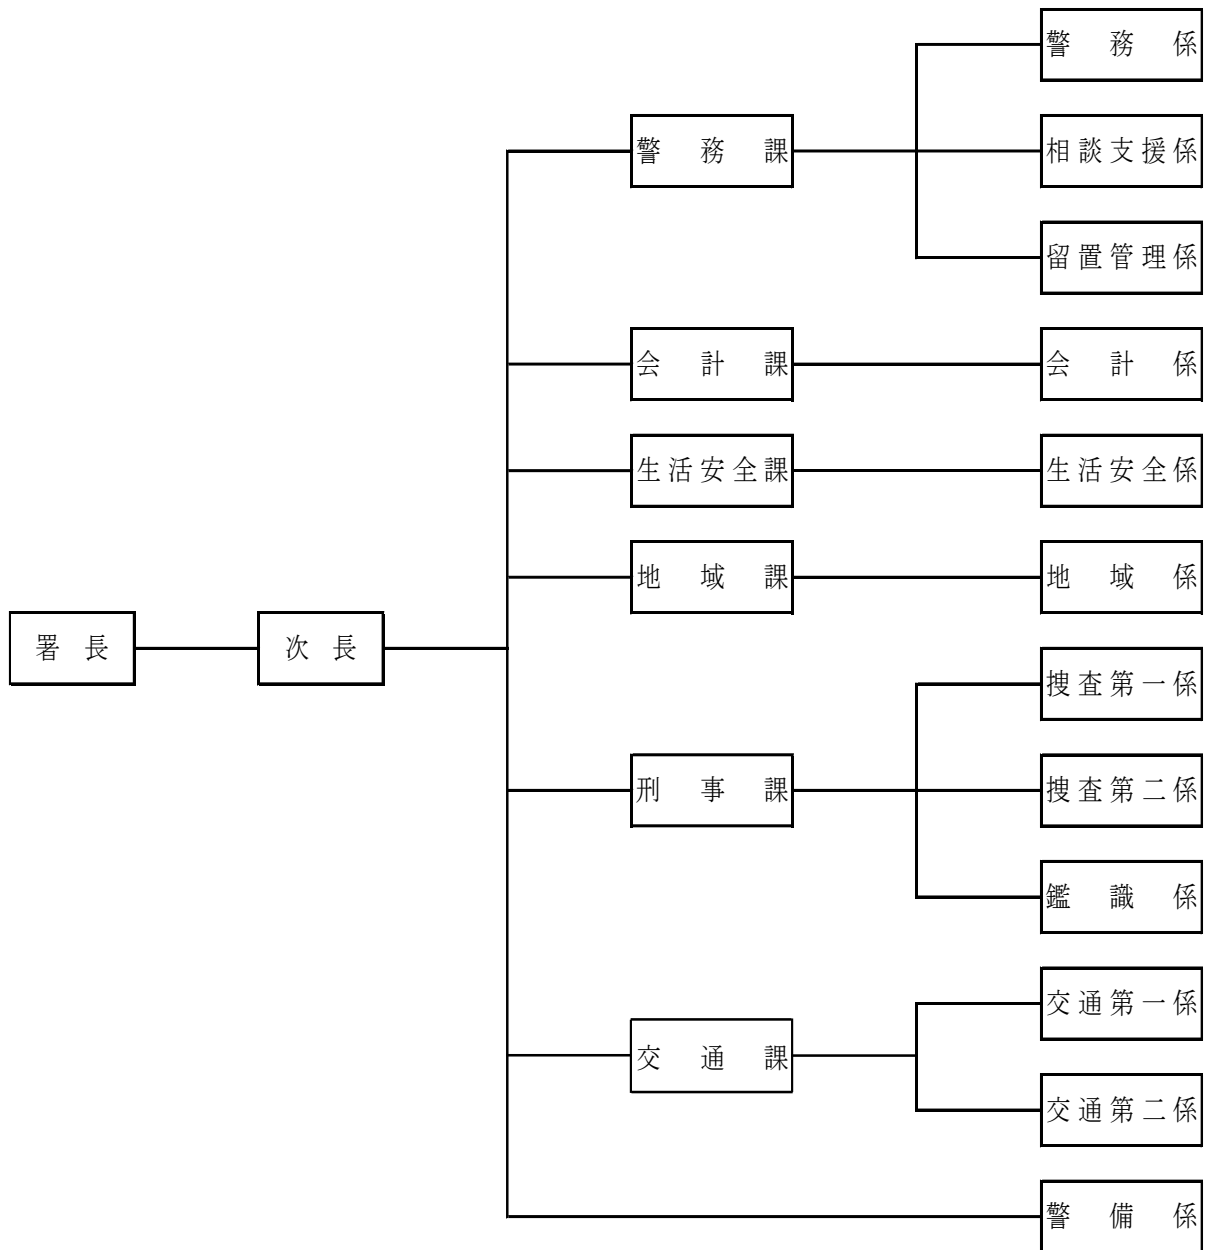 署長
次長
警務課
警務係
相談支援係
留置管理係
会計課
会計係
生活安全課
生活安全係
地域課
地域係
刑事課
捜査第一係
捜査第二係
鑑識係
交通課
交通第一係
交通第二係
警備係